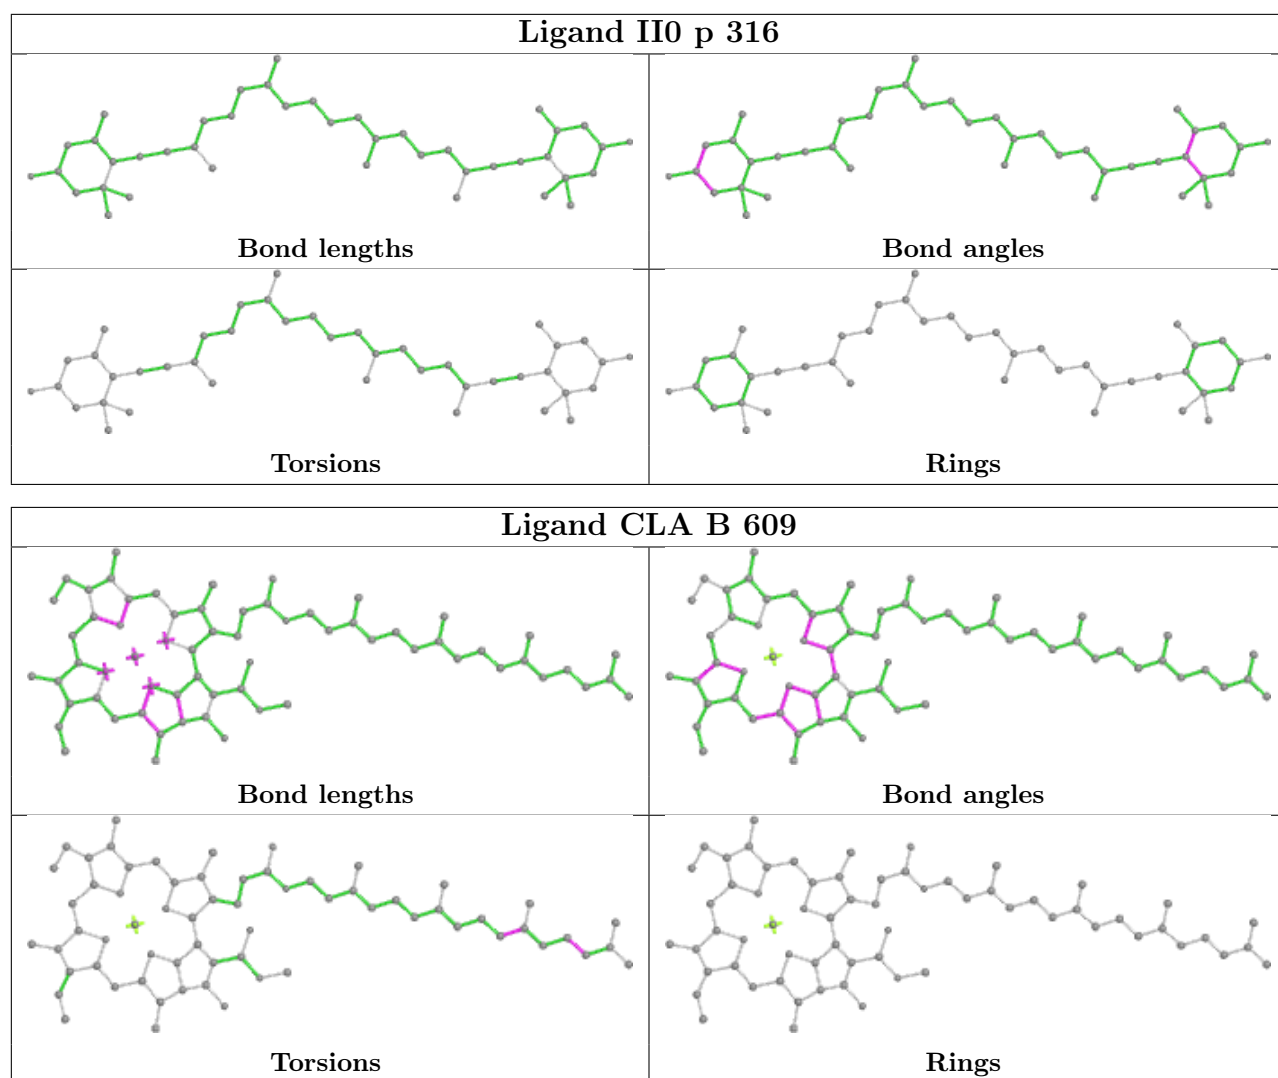 Ligand II0 p 316
Bond lengths
Bond angles
Torsions
Rings
Ligand CLA B 609
Bond lengths
Bond angles
Torsions
Rings